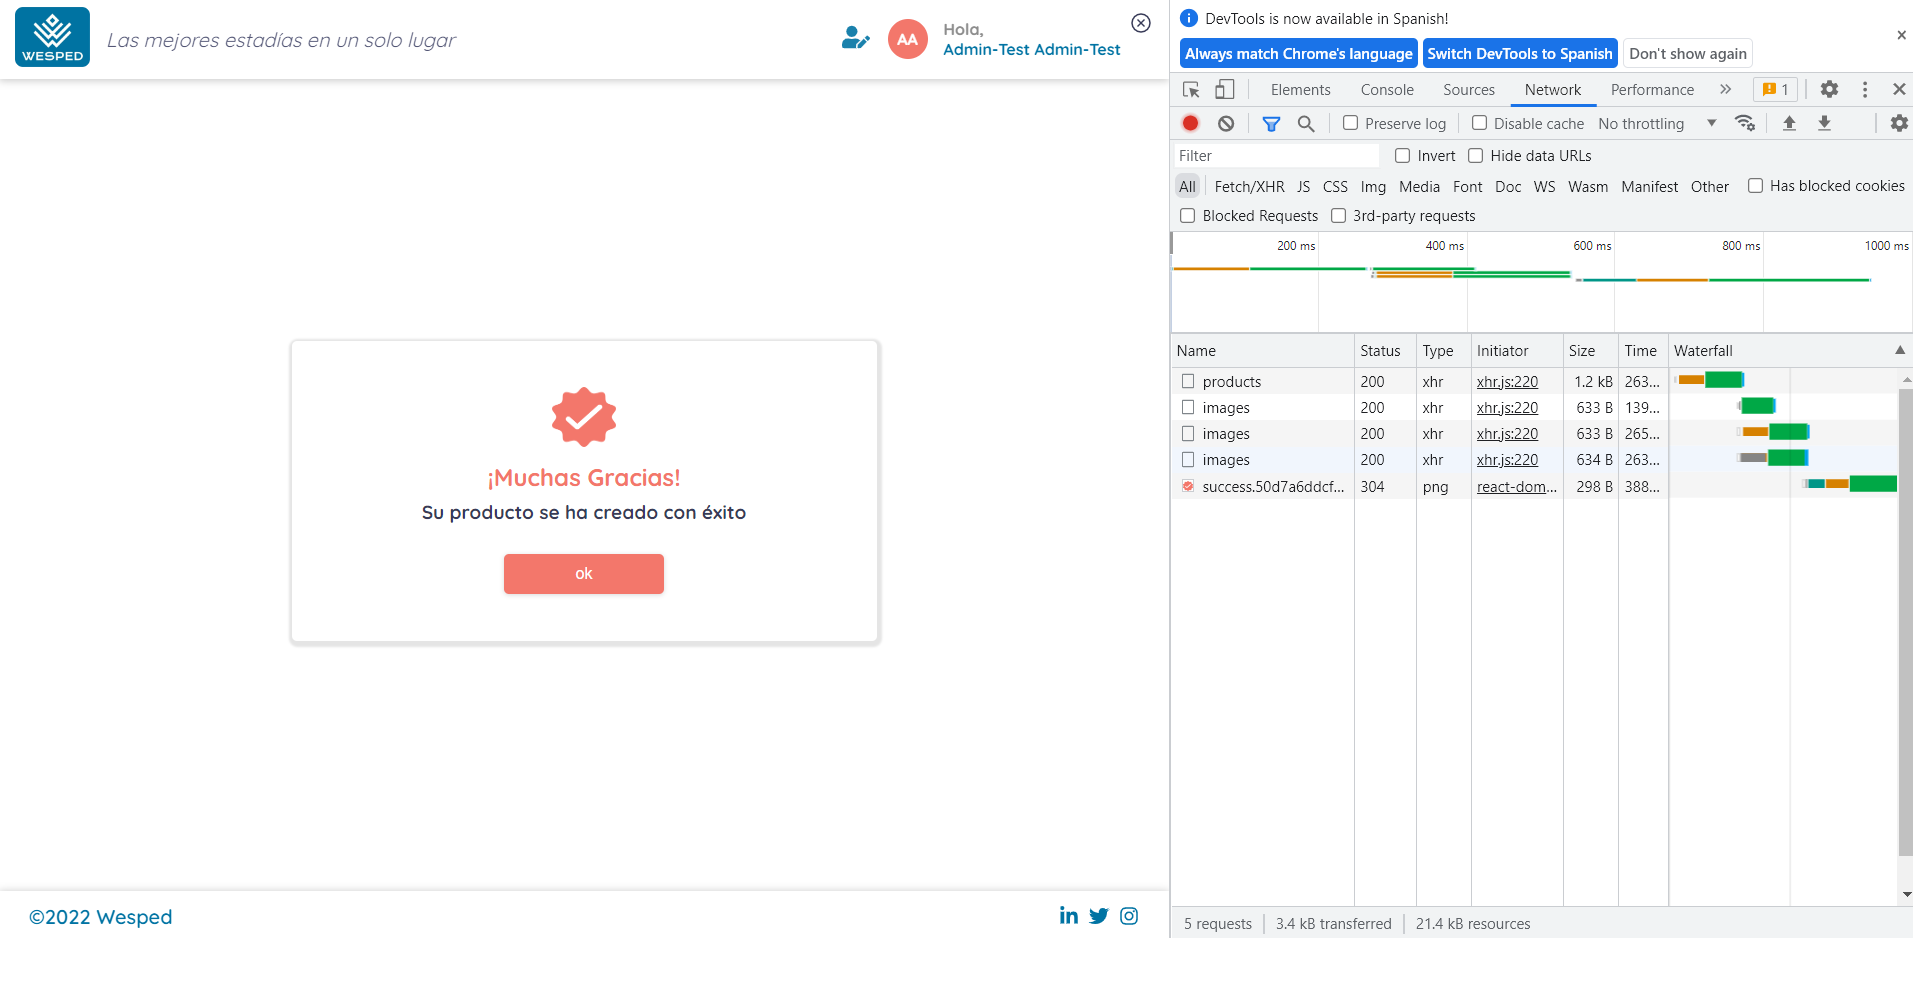 WESPED
Las mejores estadías en un solo lugar
AA
Hola,
Admin-Test Admin-Test
¡Muchas Gracias!
Su producto se ha creado con éxito
ok
©2022 Wesped
DevTools is now available in Spanish!
Always match Chrome's language
Switch DevTools to Spanish
Don't show again
Elements Console Sources Network Performance » 1
Preserve log Disable cache No throttling
Filter Invert Hide data URLs
All Fetch/XHR JS CSS Img Media Font Doc WS Wasm Manifest Other Has blocked cookies
Blocked Requests 3rd-party requests
200 ms 400 ms 600 ms 800 ms 1000 ms
Name Status Type Initiator Size Time Waterfall
products 200 xhr xhr.js:220 1.2 kB 263...
images 200 xhr xhr.js:220 633 B 139...
images 200 xhr xhr.js:220 633 B 265...
images 200 xhr xhr.js:220 634 B 263...
success.50d7a6ddcf... 304 png react-dom... 298 B 388...
5 requests 3.4 kB transferred 21.4 kB resources